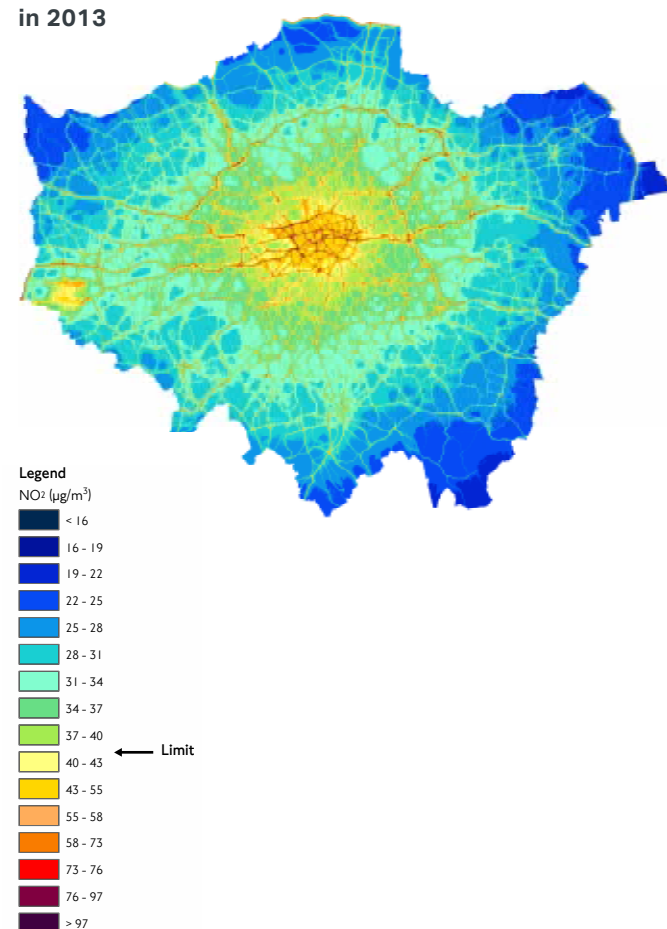 in 2013
Legend
NO2 (µg/m³)
< 16
16 - 19
19 - 22
22 - 25
25 - 28
28 - 31
31 - 34
34 - 37
37 - 40
40 - 43
Limit
43 - 55
55 - 58
58 - 73
73 - 76
76 - 97
> 97